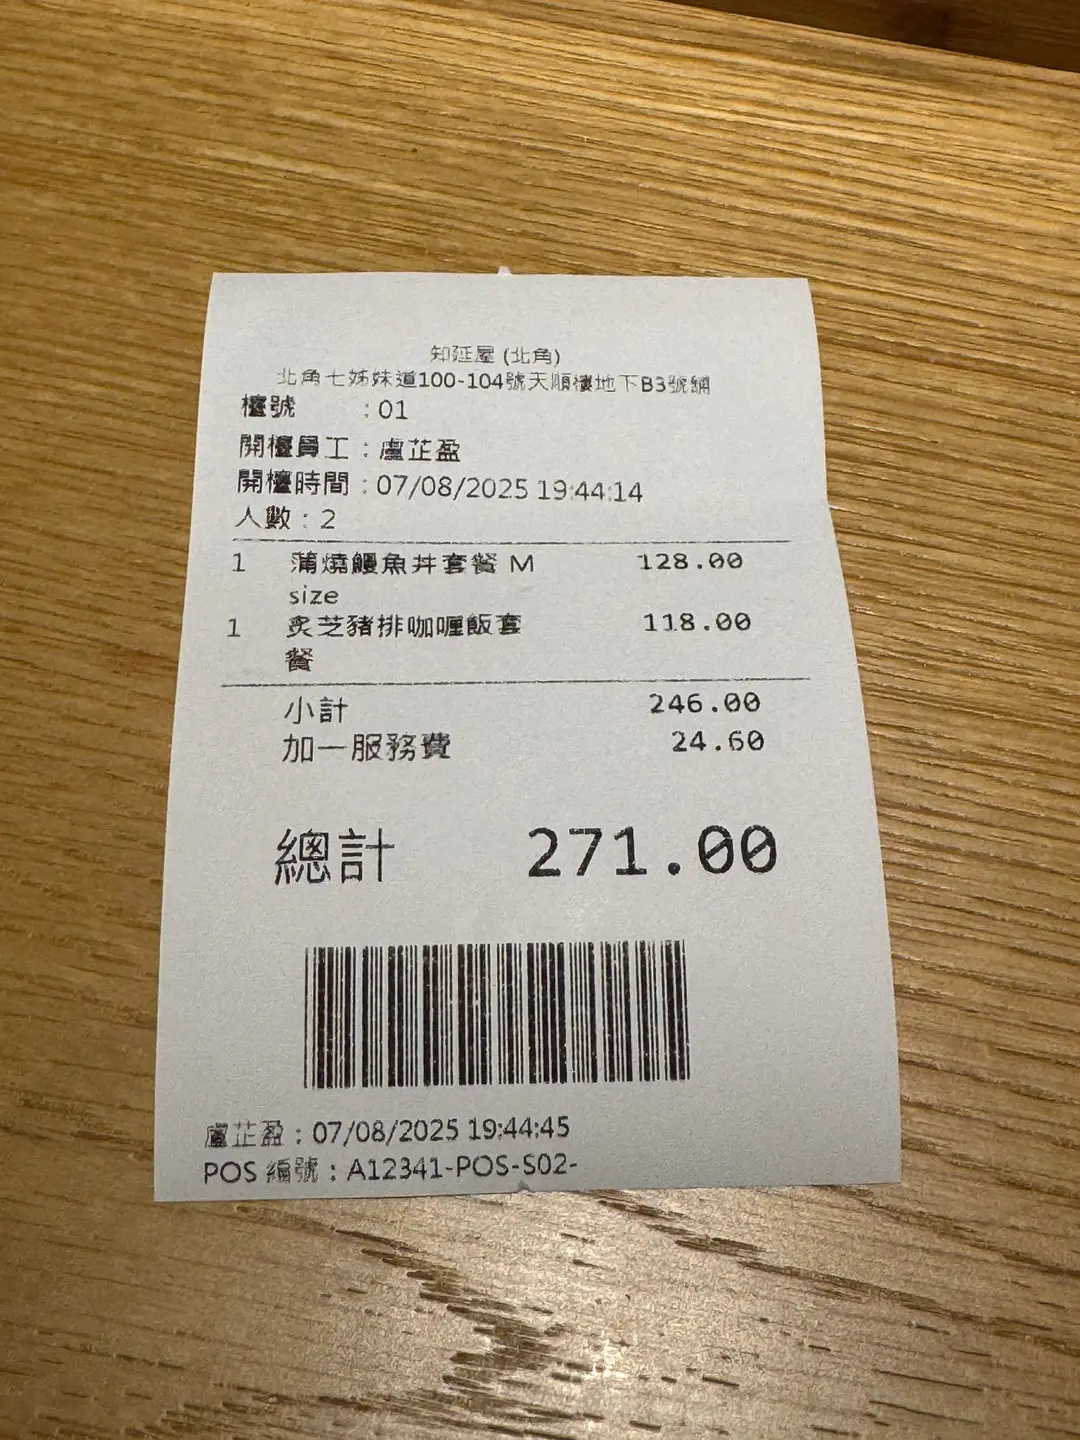 知延屋 (北角)
北角七姊妹道100-104號天順樓地下B3號舖
檯號 : 01
開檯員工 : 盧芷盈
開檯時間 : 07/08/2025 19:44:14
人數 : 2
1 蒲燒鰻魚丼套餐 M 128.00
size
1 炙芝豬排咖喱飯套 118.00
餐
小計 246.00
加一服務費 24.60
總計 271.00
盧芷盈 : 07/08/2025 19:44:45
POS 編號 : A12341-POS-S02-